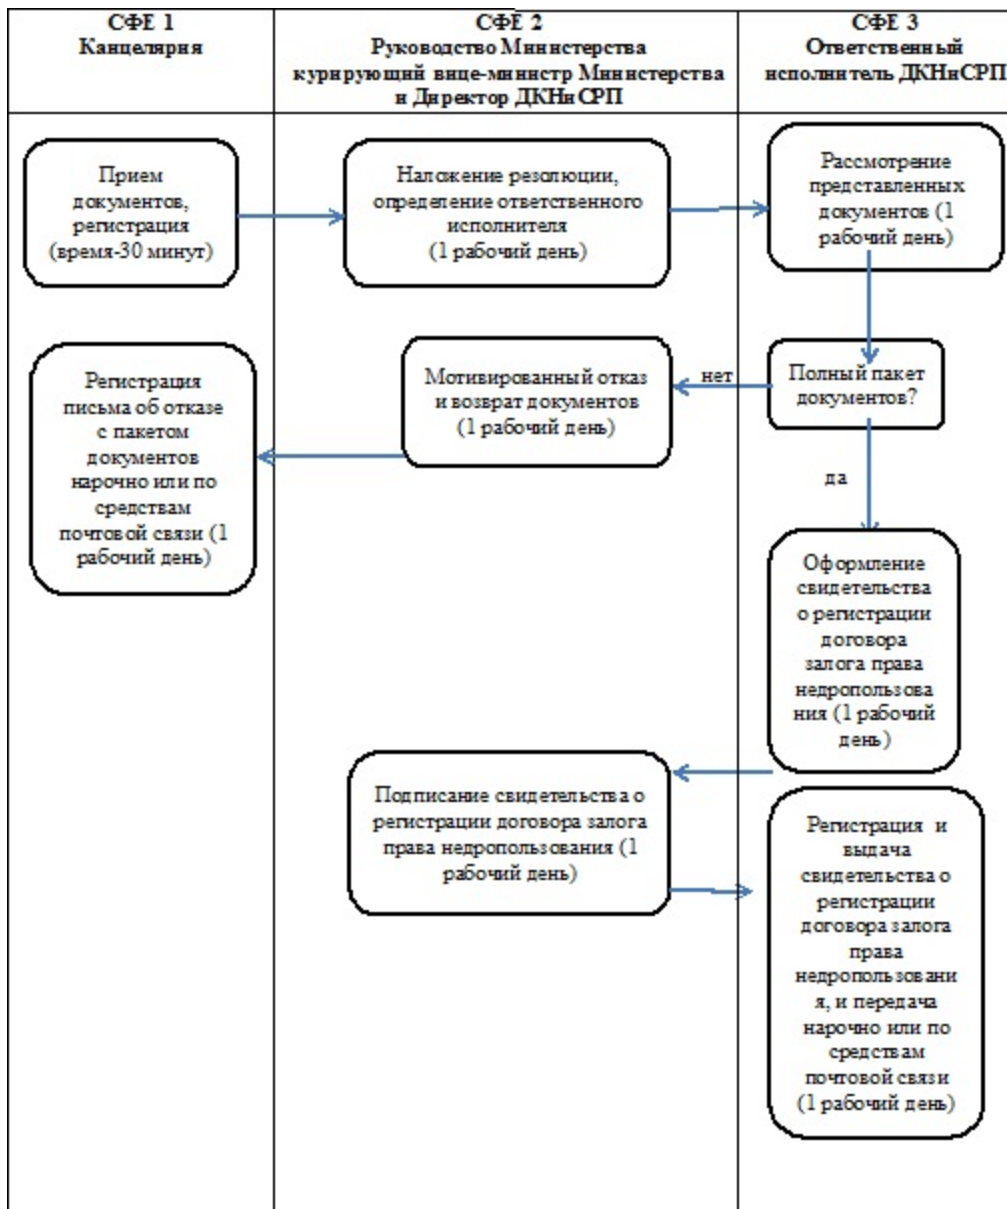 СФЕ 1
Канцелярия
СФЕ 2
Руководство Министерства
курирующий вице-министр Министерства
и Директор ДКНиСРП
СФЕ 3
Ответственный
исполнитель ДКНиСРП
Прием
документов,
регистрация
(время-30 минут)
Наложение резолюции,
определение ответственного
исполнителя
(1 рабочий день)
Рассмотрение
представленных
документов (1
рабочий день)
Полный пакет
документов?
нет
Мотивированный отказ
и возврат документов
(1 рабочий день)
Регистрация
письма об отказе
с пакетом
документов
нарочно или по
средствам
почтовой связи (1
рабочий день)
да
Оформление
свидетельства
о регистрации
договора
залога права
недропользова
ния (1 рабочий
день)
Подписание свидетельства о
регистрации договора залога
права недропользования (1
рабочий день)
Регистрация и
выдача
свидетельства о
регистрации
договора залога
права
недропользовани
я, и передача
нарочно или по
средствам
почтовой связи
(1 рабочий день)